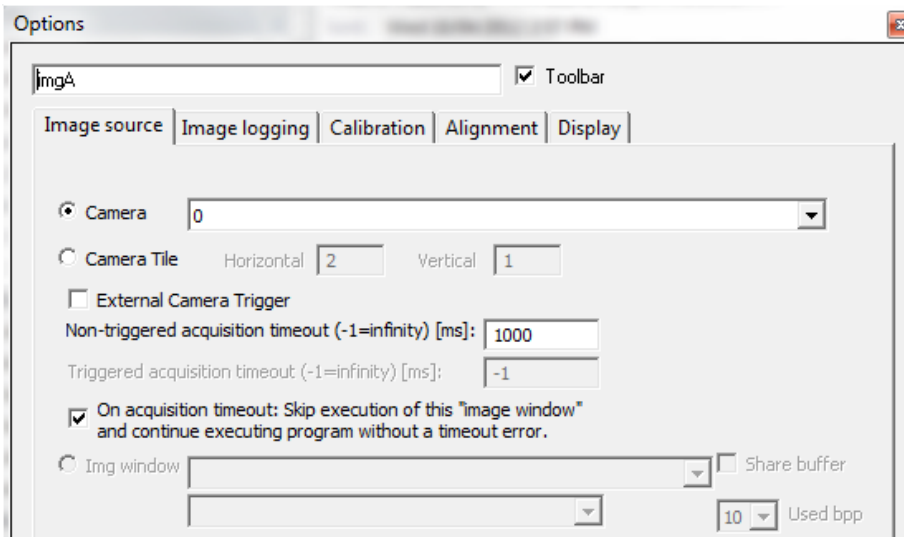 Options
imgA
Toolbar
Image source Image logging Calibration Alignment Display
Camera 0
Camera Tile Horizontal 2 Vertical 1
External Camera Trigger
Non-triggered acquisition timeout (-1=infinity) [ms]: 1000
Triggered acquisition timeout (-1=infinity) [ms]: -1
On acquisition timeout: Skip execution of this "image window"
and continue executing program without a timeout error.
Img window Share buffer
10 Used bpp